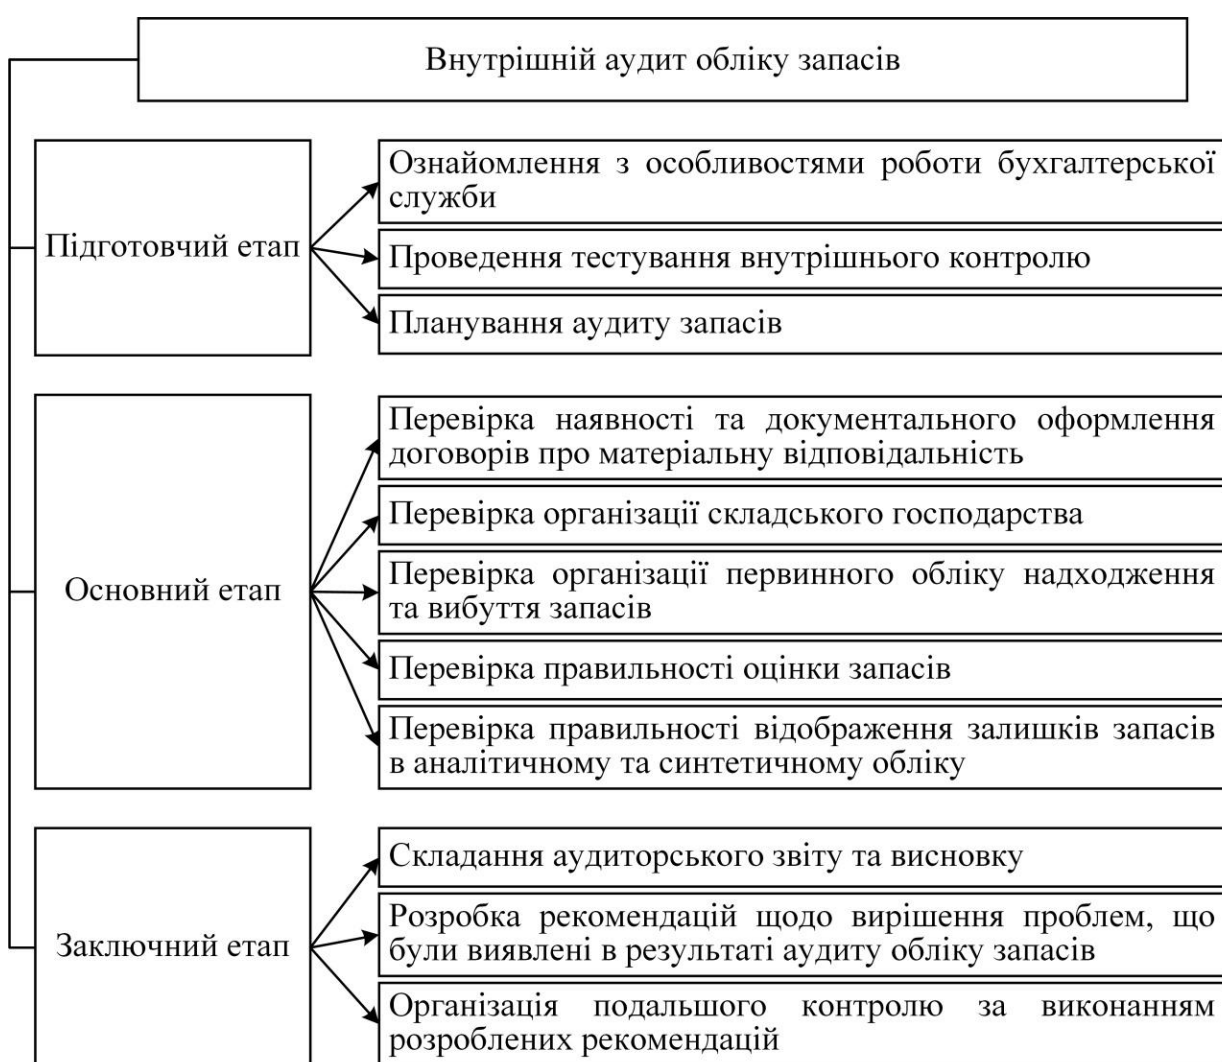 Внутрішній аудит обліку запасів
Підготовчий етап
Ознайомлення з особливостями роботи бухгалтерської
служби
Проведення тестування внутрішнього контролю
Планування аудиту запасів
Основний етап
Перевірка наявності та документального оформлення
договорів про матеріальну відповідальність
Перевірка організації складського господарства
Перевірка організації первинного обліку надходження
та вибуття запасів
Перевірка правильності оцінки запасів
Перевірка правильності відображення залишків запасів
в аналітичному та синтетичному обліку
Заключний етап
Складання аудиторського звіту та висновку
Розробка рекомендацій щодо вирішення проблем, що
були виявлені в результаті аудиту обліку запасів
Організація подальшого контролю за виконанням
розроблених рекомендацій